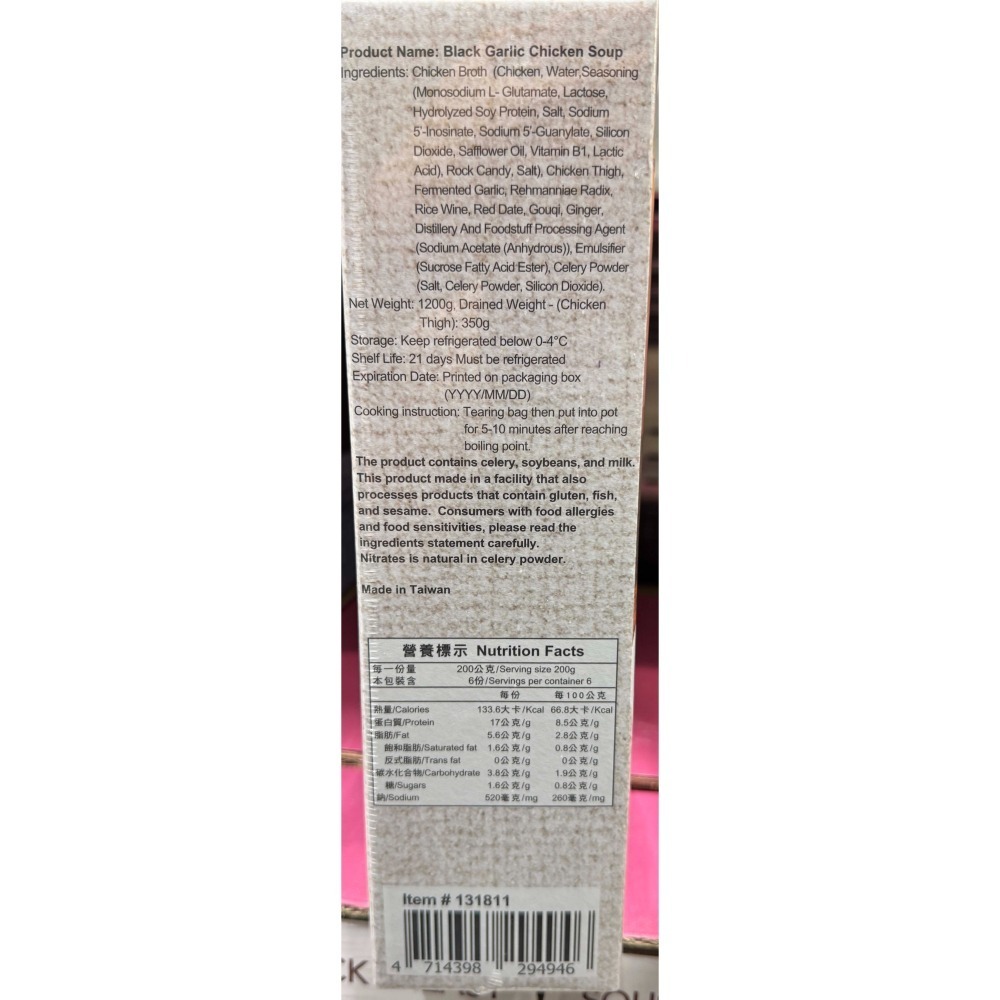 Product Name: Black Garlic Chicken Soup
Ingredients: Chicken Broth (Chicken, Water,Seasoning
(Monosodium L- Glutamate, Lactose,
Hydrolyzed Soy Protein, Salt, Sodium
5'-Inosinate, Sodium 5'-Guanylate, Silicon
Dioxide, Safflower Oil, Vitamin B1, Lactic
Acid), Rock Candy, Salt), Chicken Thigh,
Fermented Garlic, Rehmanniae Radix,
Rice Wine, Red Date, Gouqi, Ginger,
Distillery And Foodstuff Processing Agent
(Sodium Acetate (Anhydrous)), Emulsifier
(Sucrose Fatty Acid Ester), Celery Powder
(Salt, Celery Powder, Silicon Dioxide).
Net Weight: 1200g, Drained Weight - (Chicken
Thigh): 350g
Storage: Keep refrigerated below 0-4°C
Shelf Life: 21 days Must be refrigerated
Expiration Date: Printed on packaging box
(YYYY/MM/DD)
Cooking instruction: Tearing bag then put into pot
for 5-10 minutes after reaching
boiling point.
The product contains celery, soybeans, and milk.
This product made in a facility that also
processes products that contain gluten, fish,
and sesame. Consumers with food allergies
and food sensitivities, please read the
ingredients statement carefully.
Nitrates is natural in celery powder.
Made in Taiwan
營養標示 Nutrition Facts
每一份量 200公克/Serving size 200g
本包裝含 6份/Servings per container 6
每份 每100公克
熱量/Calories 133.6大卡/Kcal 66.8大卡/Kcal
蛋白質/Protein 17公克/g 8.5公克/g
脂肪/Fat 5.6公克/g 2.8公克/g
飽和脂肪/Saturated fat 1.6公克/g 0.8公克/g
反式脂肪/Trans fat 0公克/g 0公克/g
碳水化合物/Carbohydrate 3.8公克/g 1.9公克/g
糖/Sugars 1.6公克/g 0.8公克/g
鈉/Sodium 520毫克/mg 260毫克/mg
Item # 131811
4 714398 294946